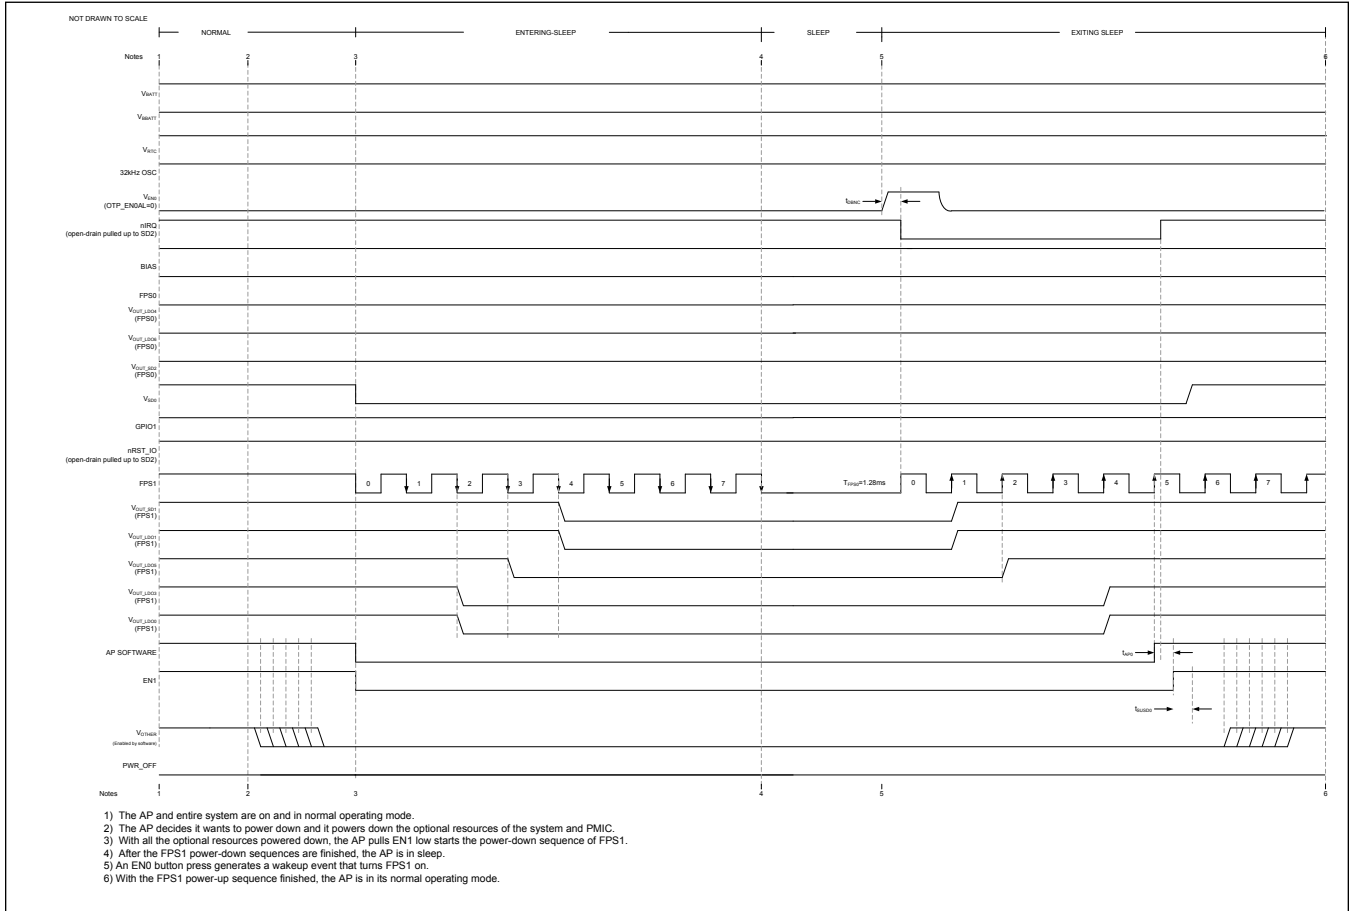 NOT DRAWN TO SCALE
NORMAL ENTERING-SLEEP SLEEP EXITING SLEEP
Notes 1 2 3 4 5 6
VBATT
VBBATT
VRTC
32kHz OSC
VEN0
(OTP_EN0AL=0)
tDBNC
nIRQ
(open-drain pulled up to SD2)
BIAS
FPS0
VOUT_LDO4
(FPS0)
(FPS0)
VOUT_SD2
(FPS0)
VSD0
GPIO1
nRST_IO
(open-drain pulled up to SD2)
FPS1 0 1 2 3 4 5 6 7 0 1 2 3 4 5 6 7
VOUT_SD1
(FPS1)
VOUT_LDO1
(FPS1)
(FPS1)
(FPS1)
(FPS1)
AP SOFTWARE
tAP0
EN1
VOTHER
(Enabled by software)
PWR_OFF
Notes 1 2 3 4 5 6
1) The AP and entire system are on and in normal operating mode.
2) The AP decides it wants to power down and it powers down the optional resources of the system and PMIC.
3) With all the optional resources powered down, the AP pulls EN1 low starts the power-down sequence of FPS1.
4) After the FPS1 power-down sequences are finished, the AP is in sleep.
5) An EN0 button press generates a wakeup event that turns FPS1 on.
6) With the FPS1 power-up sequence finished, the AP is in its normal operating mode.